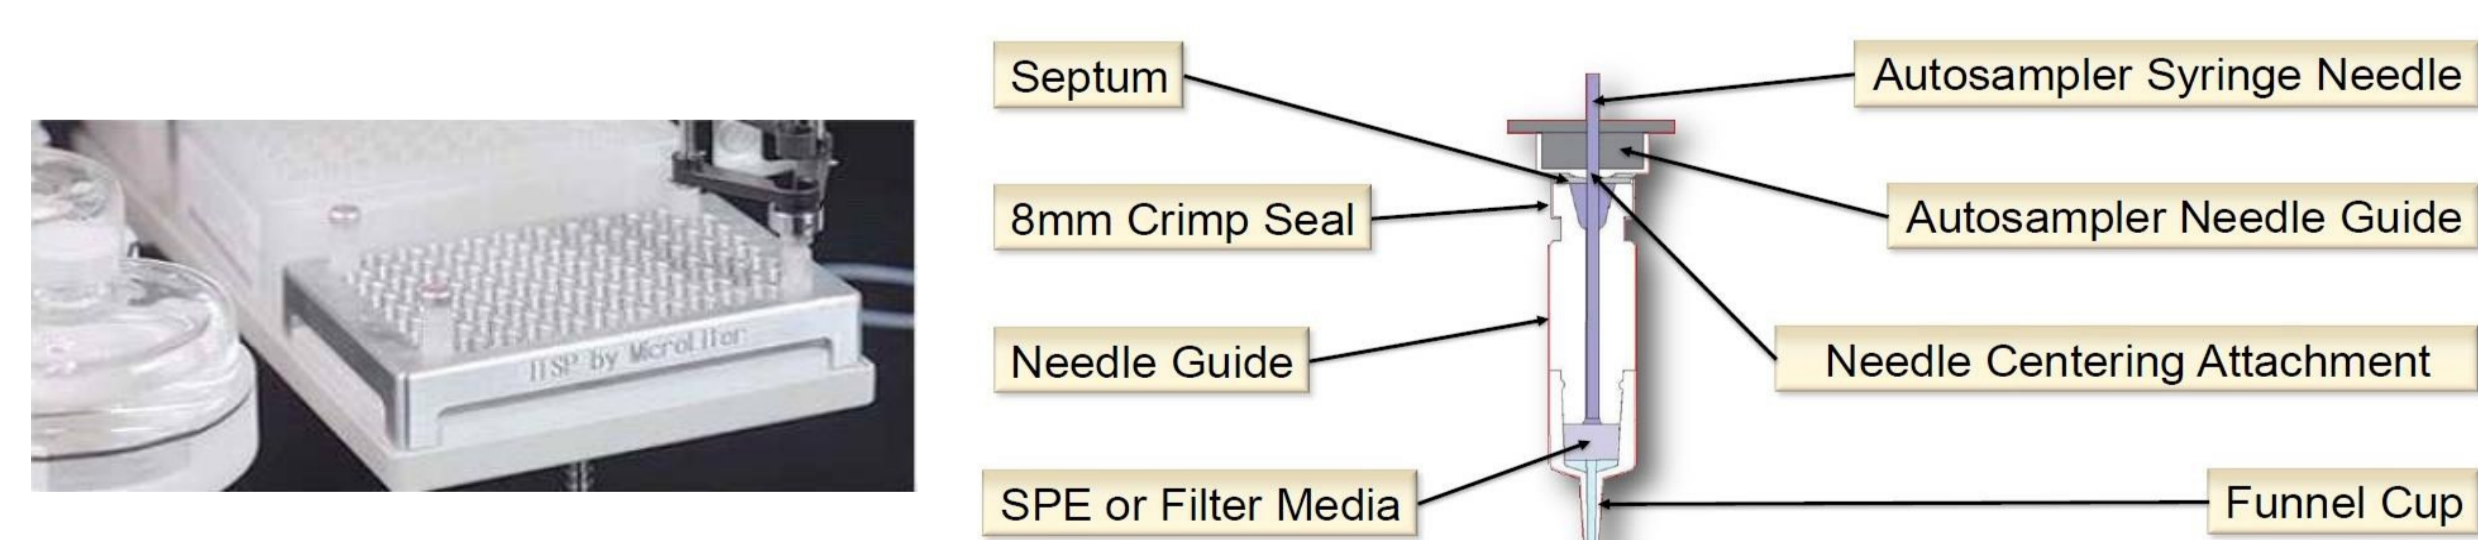 ITSP by MicroLiter
Septum
8mm Crimp Seal
Needle Guide
SPE or Filter Media
Autosampler Syringe Needle
Autosampler Needle Guide
Needle Centering Attachment
Funnel Cup